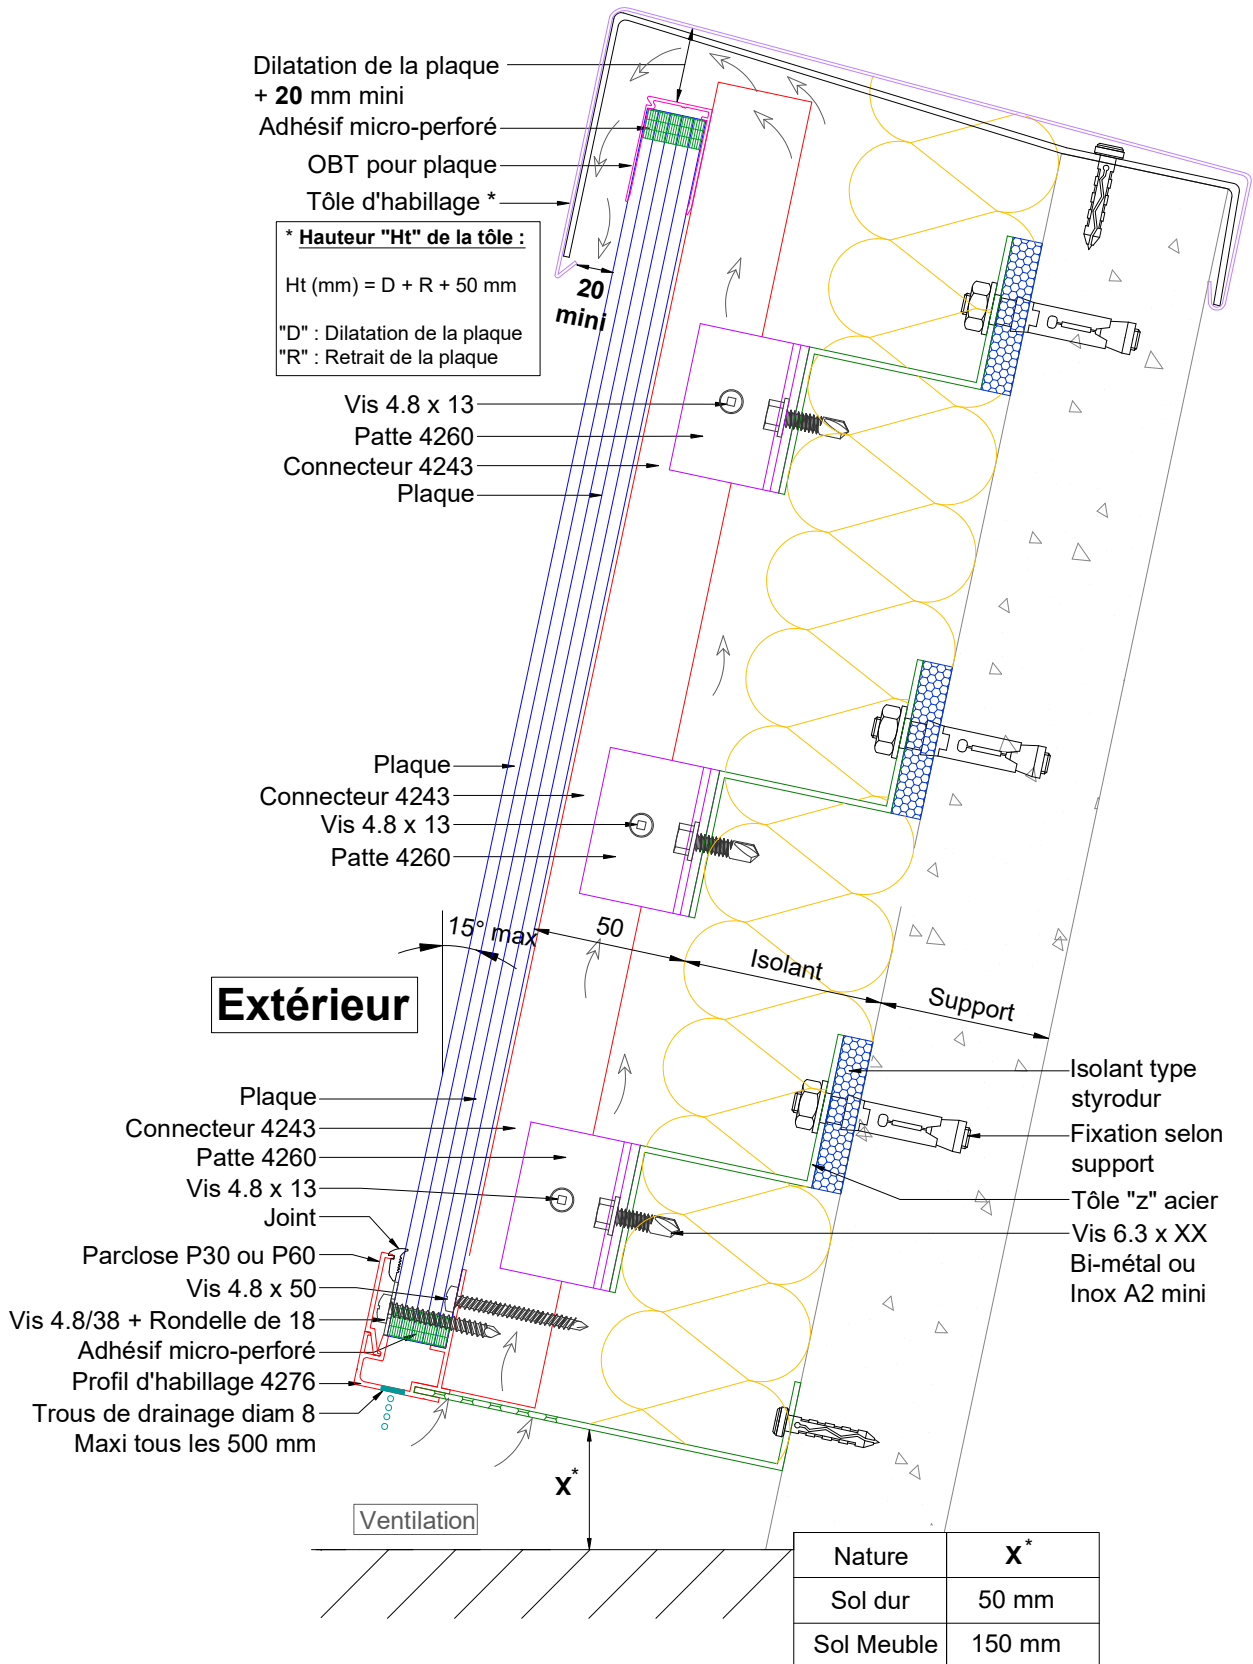 Dilatation de la plaque
+ 20 mm mini
Adhésif micro-perforé
OBT pour plaque
Tôle d'habillage *
* Hauteur "Ht" de la tôle :
Ht (mm) = D + R + 50 mm
"D" : Dilatation de la plaque
"R" : Retrait de la plaque
20
mini
Vis 4.8 x 13
Patte 4260
Connecteur 4243
Plaque
Plaque
Connecteur 4243
Vis 4.8 x 13
Patte 4260
15° max
50
Isolant
Support
Extérieur
Plaque
Connecteur 4243
Patte 4260
Vis 4.8 x 13
Joint
Parclose P30 ou P60
Vis 4.8 x 50
Vis 4.8/38 + Rondelle de 18
Adhésif micro-perforé
Profil d'habillage 4276
Trous de drainage diam 8
Maxi tous les 500 mm
Isolant type
styrodur
Fixation selon
support
Tôle "z" acier
Vis 6.3 x XX
Bi-métal ou
Inox A2 mini
X*
Ventilation
Nature X*
Sol dur 50 mm
Sol Meuble 150 mm